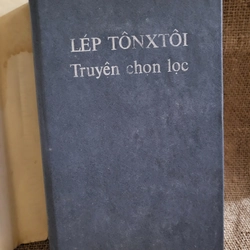 LÉP TÔNXTÔI
Truyện chọn lọc